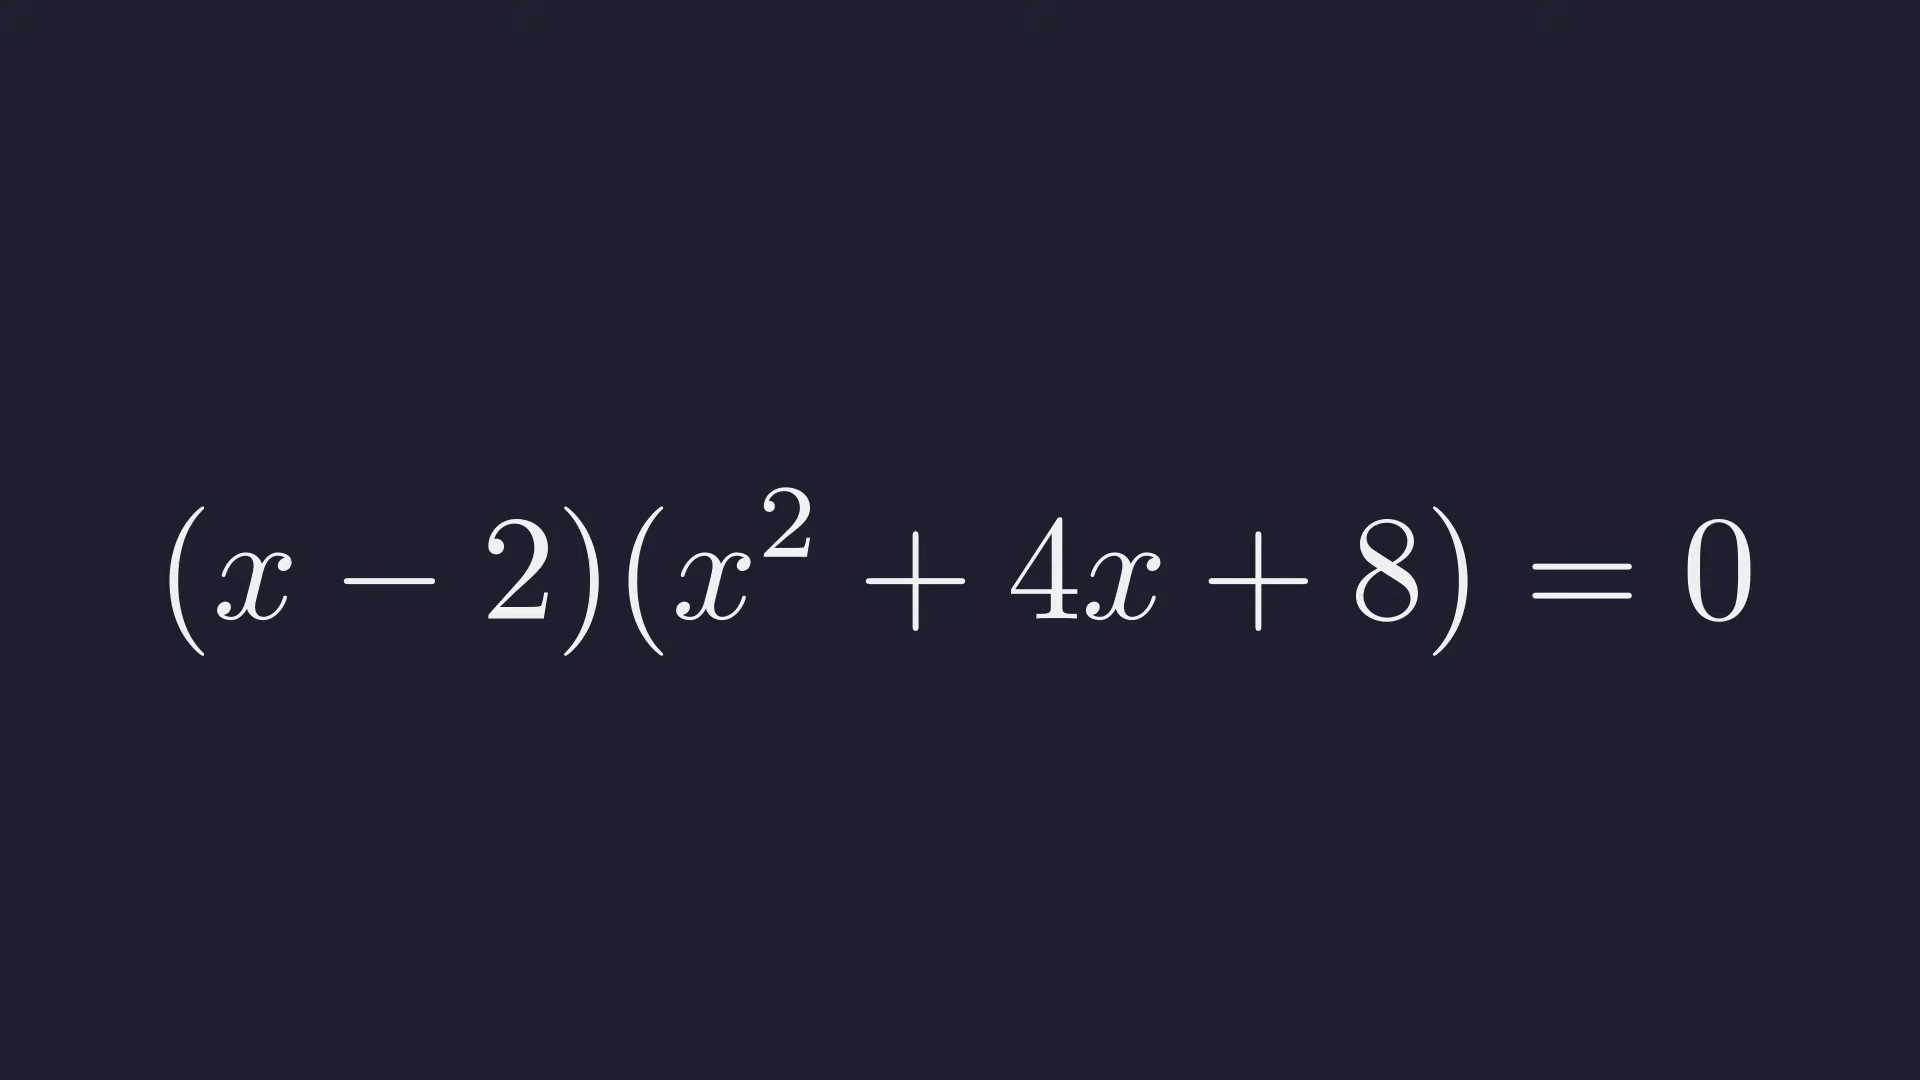 (x − 2)(x² + 4x + 8) = 0